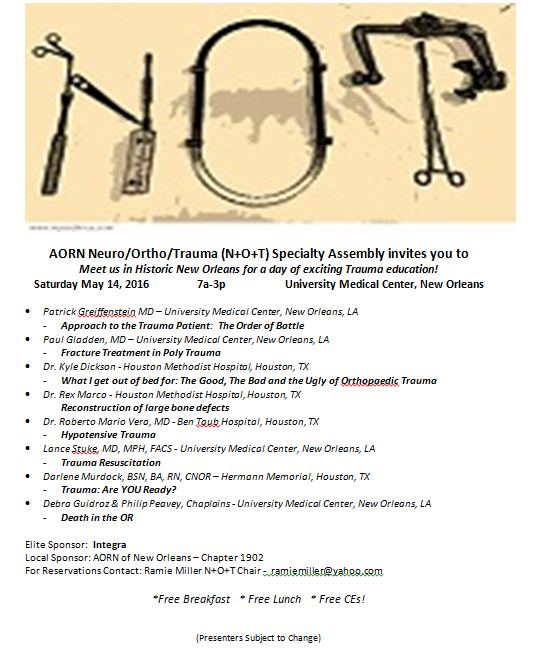 NOT
AORN Neuro/Ortho/Trauma (N+O+T) Specialty Assembly invites you to
Meet us in Historic New Orleans for a day of exciting Trauma education!
Saturday May 14, 2016 7a-3p University Medical Center, New Orleans
• Patrick Greiffenstein MD – University Medical Center, New Orleans, LA
- Approach to the Trauma Patient: The Order of Battle
• Paul Gladden, MD – University Medical Center, New Orleans, LA
- Fracture Treatment in Poly Trauma
• Dr. Kyle Dickson - Houston Methodist Hospital, Houston, TX
- What I get out of bed for: The Good, The Bad and the Ugly of Orthopaedic Trauma
• Dr. Rex Marco - Houston Methodist Hospital, Houston, TX
Reconstruction of large bone defects
• Dr. Roberto Mario Vera, MD - Ben Taub Hospital, Houston, TX
- Hypotensive Trauma
• Lance Stuke, MD, MPH, FACS - University Medical Center, New Orleans, LA
- Trauma Resuscitation
• Darlene Murdock, BSN, BA, RN, CNOR – Hermann Memorial, Houston, TX
- Trauma: Are YOU Ready?
• Debra Guidroz & Philip Peavey, Chaplains - University Medical Center, New Orleans, LA
- Death in the OR
Elite Sponsor: Integra
Local Sponsor: AORN of New Orleans – Chapter 1902
For Reservations Contact: Ramie Miller N+O+T Chair - ramiemiller@yahoo.com
*Free Breakfast * Free Lunch * Free CEs!
(Presenters Subject to Change)